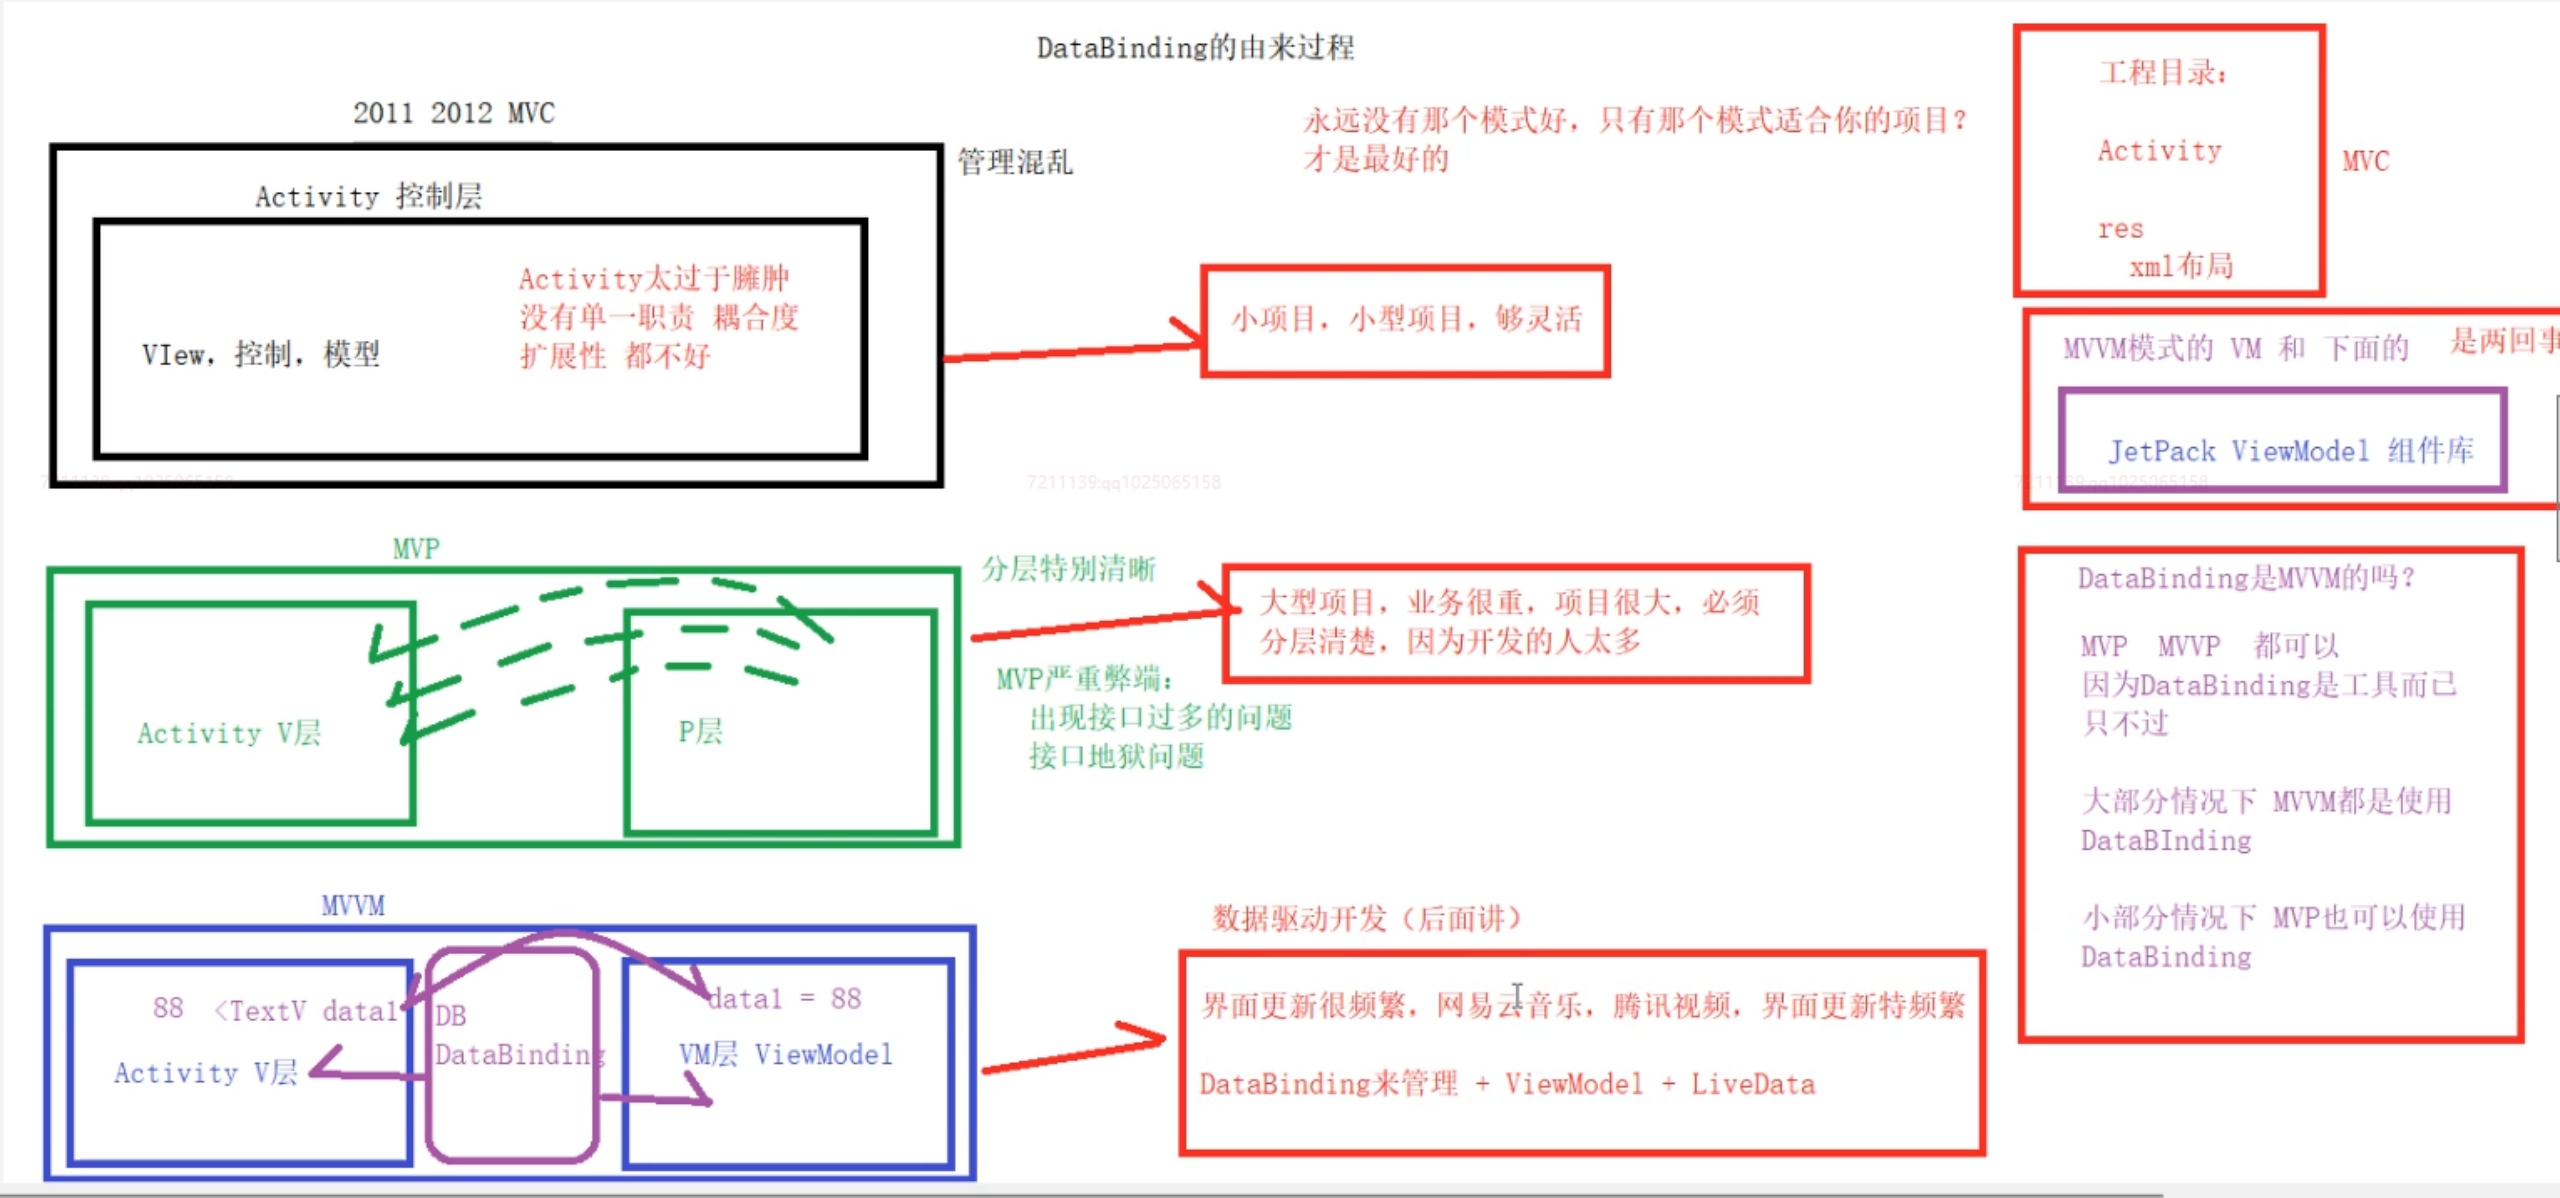 DataBinding的由来过程
2011 2012 MVC
管理混乱
Activity 控制层
VIew，控制，模型
Activity太过于臃肿
没有单一职责 耦合度
扩展性 都不好
永远没有那个模式好，只有那个模式适合你的项目？
才是最好的
小项目，小型项目，够灵活
工程目录：
Activity
res
xml布局
MVC
MVVM模式的 VM 和 下面的 是两回事
JetPack ViewModel 组件库
7211139:qq1025065158
MVP
分层特别清晰
Activity V层
P层
大型项目，业务很重，项目很大，必须
分层清楚，因为开发的人太多
MVP严重弊端：
出现接口过多的问题
接口地狱问题
DataBinding是MVVM的吗？
MVP MVVP 都可以
因为DataBinding是工具而已
只不过
大部分情况下 MVVM都是使用
DataBInding
小部分情况下 MVP也可以使用
DataBinding
MVVM
88 <TextV data1
Activity V层
DB
DataBinding
data1 = 88
VM层 ViewModel
数据驱动开发（后面讲）
界面更新很频繁，网易云音乐，腾讯视频，界面更新特频繁
DataBinding来管理 + ViewModel + LiveData